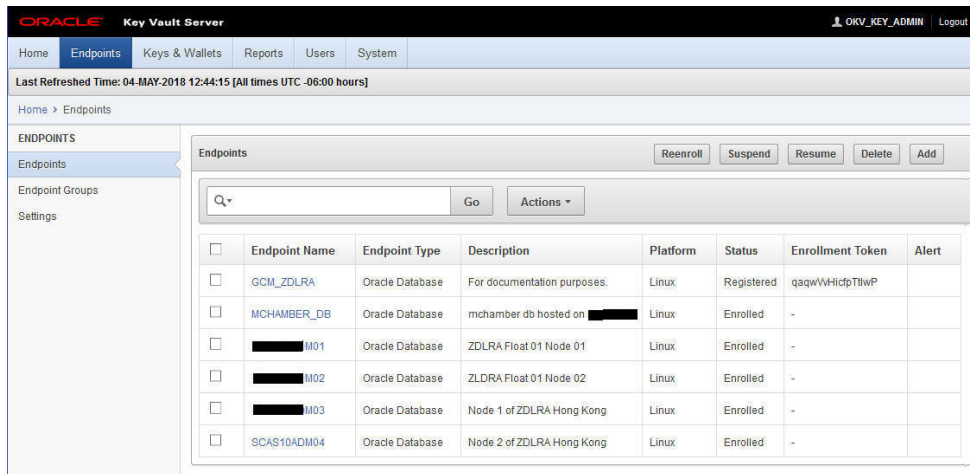 ORACLE Key Vault Server OKV_KEY_ADMIN Logout
Home Endpoints Keys & Wallets Reports Users System
Last Refreshed Time: 04-MAY-2018 12:44:15 [All times UTC -06:00 hours]
Home > Endpoints
ENDPOINTS
Endpoints
Endpoint Groups
Settings
Endpoints Reenroll Suspend Resume Delete Add
Go Actions
Endpoint Name Endpoint Type Description Platform Status Enrollment Token Alert
GCM_ZDLRA Oracle Database For documentation purposes. Linux Registered
MCHAMBER_DB Oracle Database mchamber db hosted on Linux Enrolled -
M01 Oracle Database ZDLRA Float 01 Node 01 Linux Enrolled -
M02 Oracle Database ZLDRA Float 01 Node 02 Linux Enrolled -
M03 Oracle Database Node 1 of ZDLRA Hong Kong Linux Enrolled -
SCAS10ADM04 Oracle Database Node 2 of ZDLRA Hong Kong Linux Enrolled -